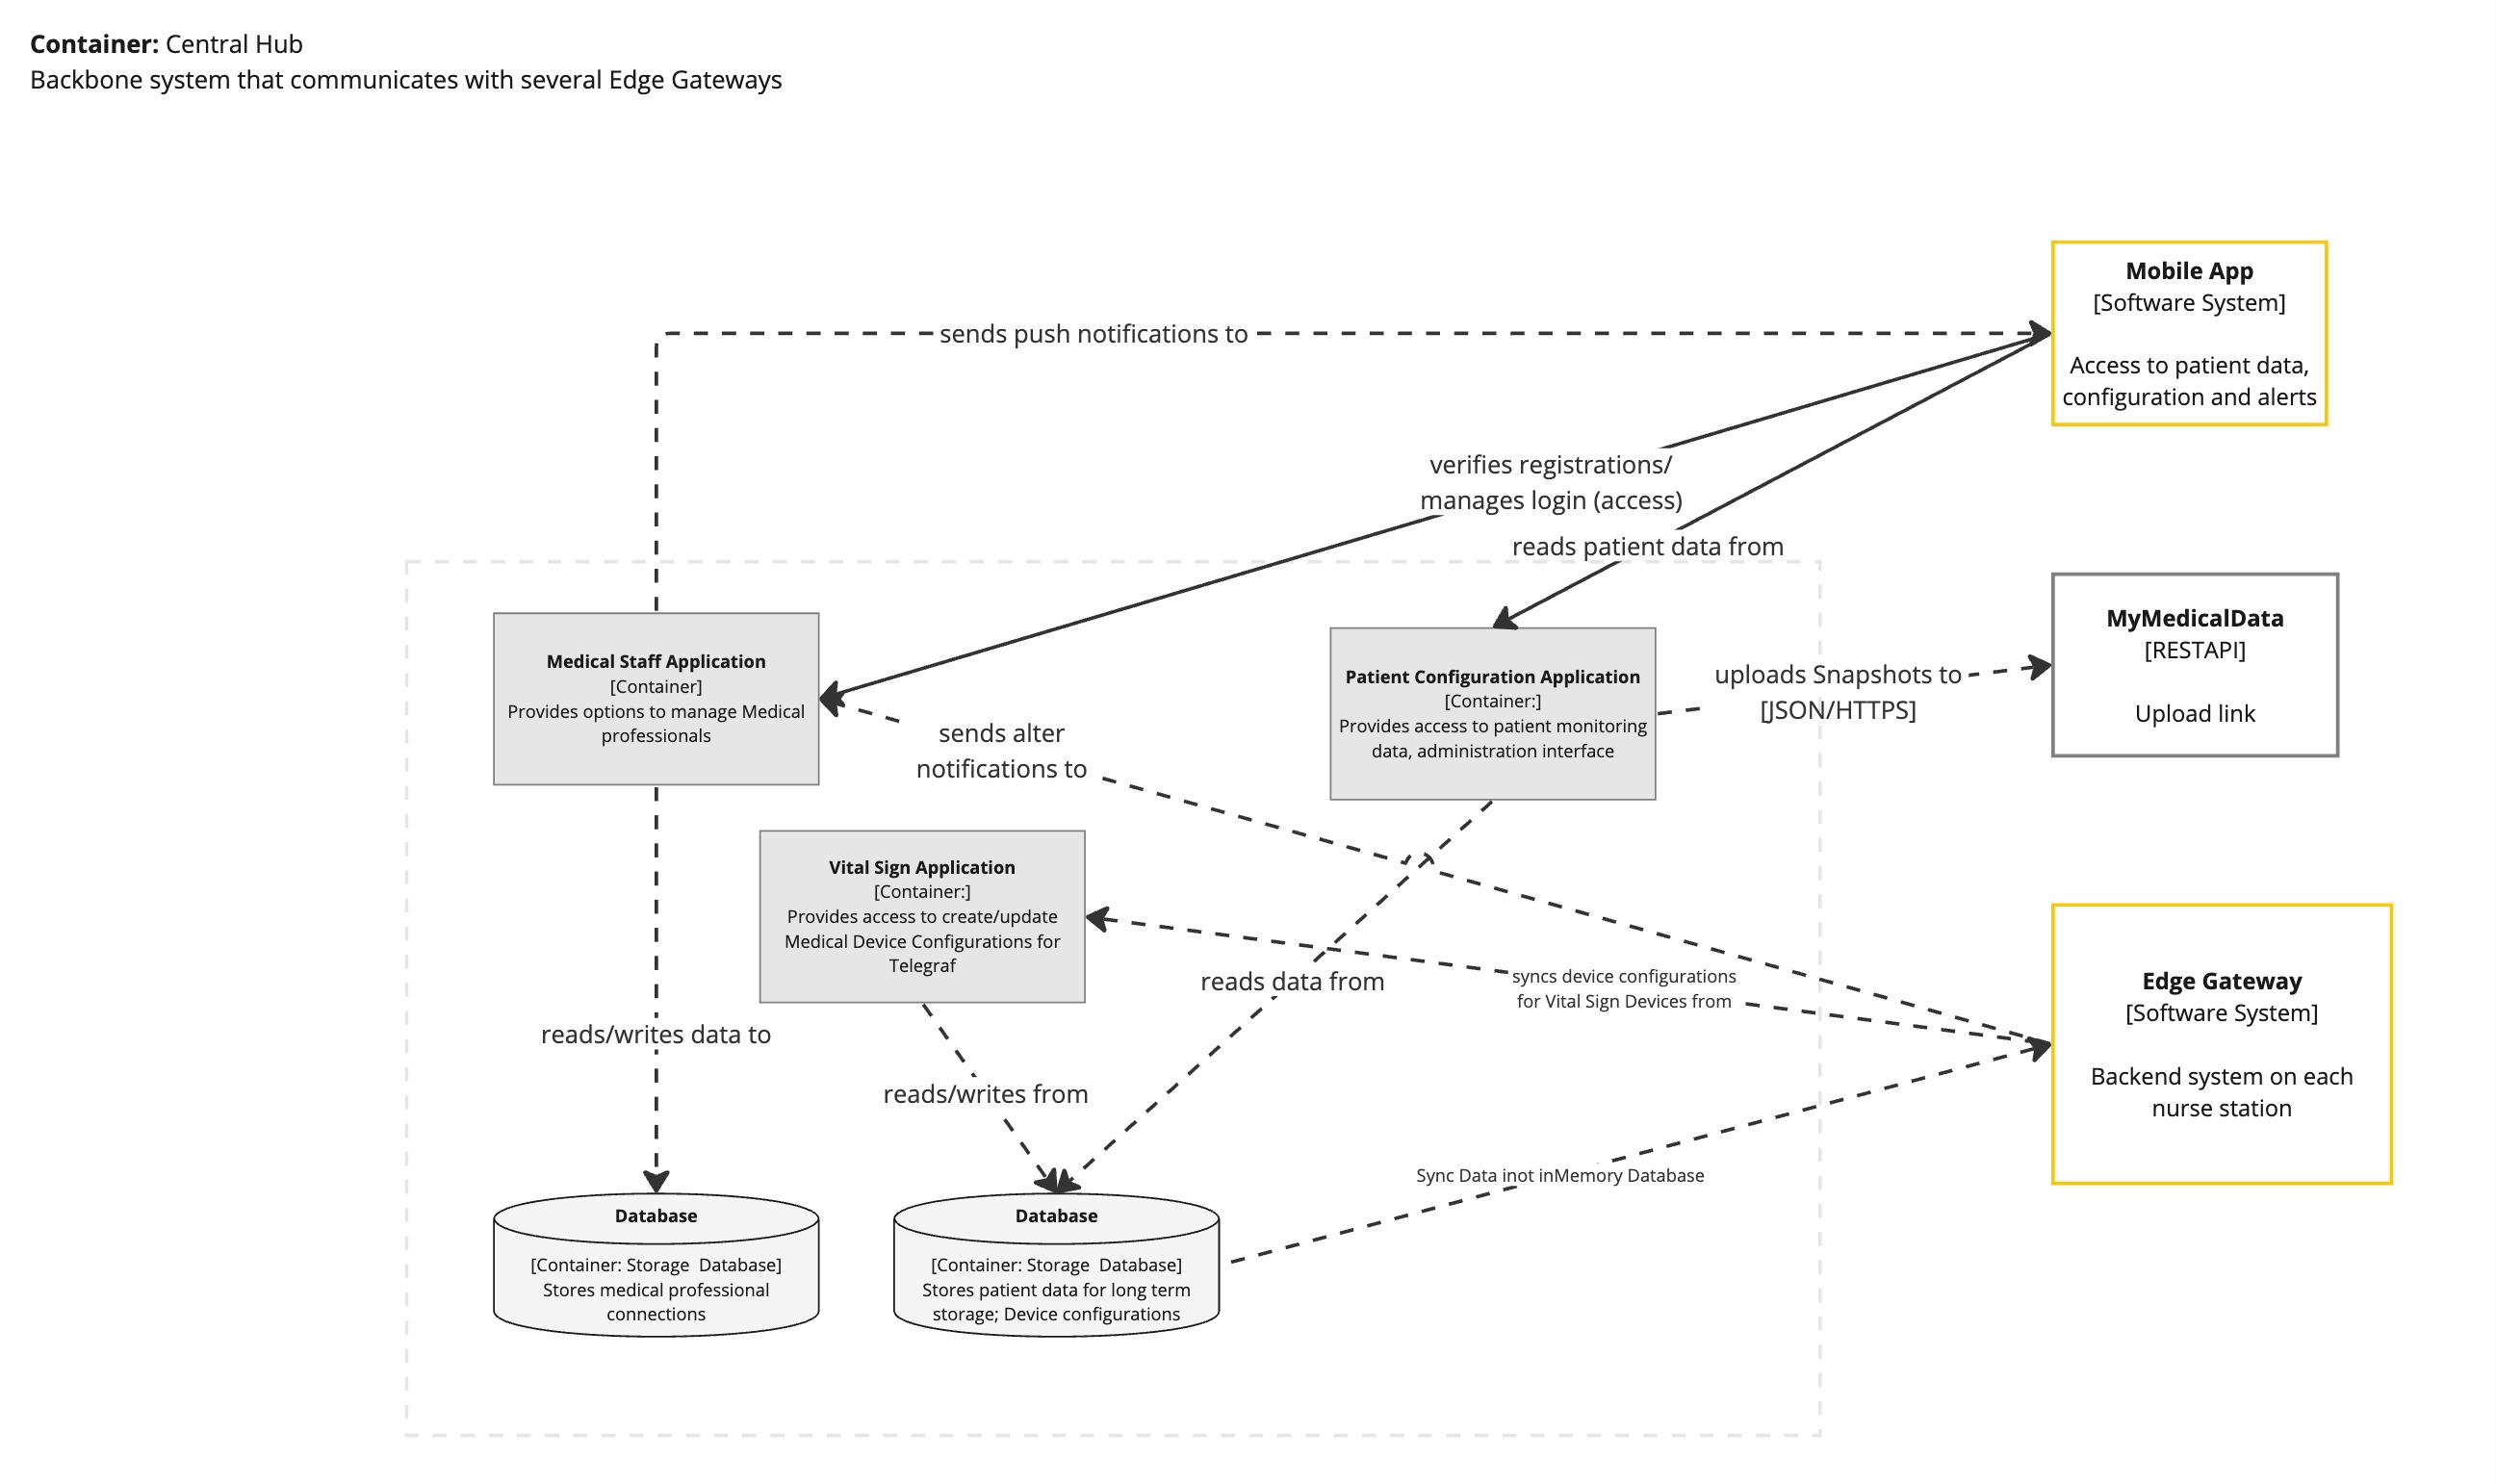 Container: Central Hub
Backbone system that communicates with several Edge Gateways
Mobile App
[Software System]
Access to patient data,
configuration and alerts
sends push notifications to
verifies registrations/
manages login (access)
reads patient data from
Medical Staff Application
[Container]
Provides options to manage Medical
professionals
Patient Configuration Application
[Container:]
Provides access to patient monitoring
data, administration interface
uploads Snapshots to
[JSON/HTTPS]
MyMedicalData
[RESTAPI]
Upload link
sends alter
notifications to
Vital Sign Application
[Container:]
Provides access to create/update
Medical Device Configurations for
Telegraf
reads data from
syncs device configurations
for Vital Sign Devices from
Edge Gateway
[Software System]
Backend system on each
nurse station
reads/writes data to
reads/writes from
Sync Data inot inMemory Database
Database
[Container: Storage  Database]
Stores medical professional
connections
Database
[Container: Storage  Database]
Stores patient data for long term
storage; Device configurations